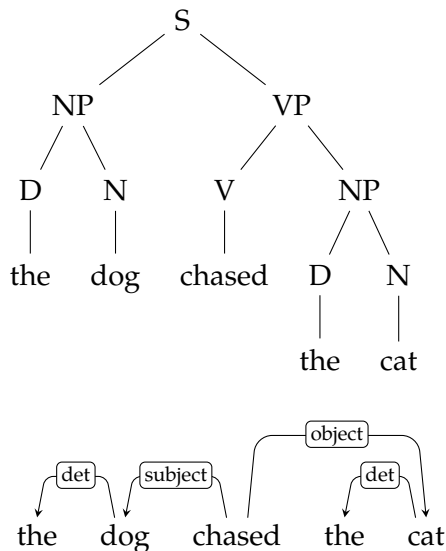 S
NP VP
D N V NP
the dog chased D N
the cat
object
det subject det
the dog chased the cat